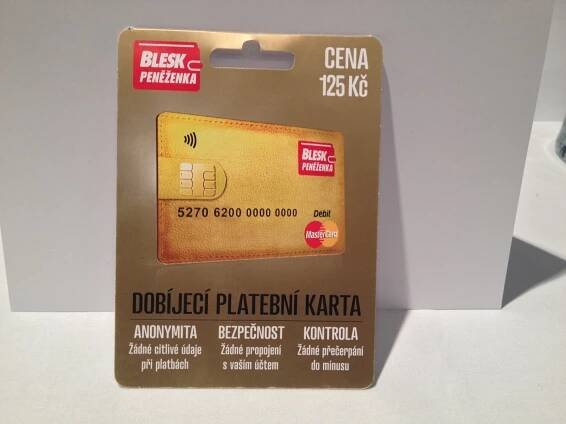 BLESK
PENĚŽENKA
CENA
125 Kč
BLESK
PENĚŽENKA
5270 6200 0000 0000
Debit
MasterCard
DOBÍJECÍ PLATEBNÍ KARTA
ANONYMITA
Žádné citlivé údaje
při platbách
BEZPEČNOST
Žádné propojení
s vaším účtem
KONTROLA
Žádné přečerpání
do minusu